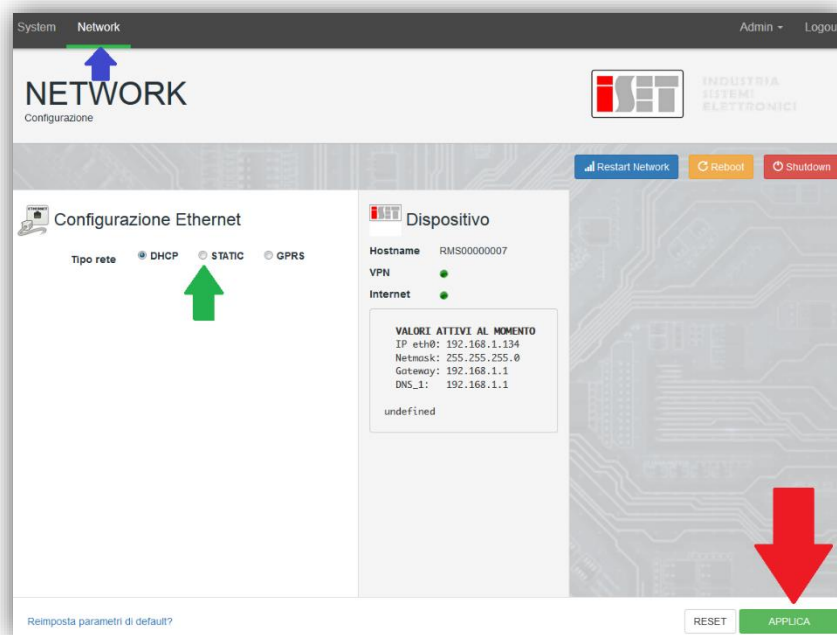 System Network Admin Logou
NETWORK
Configurazione
iSET INDUSTRIA
SISTEMI
ELETTRONICI
Restart Network Reboot Shutdown
ETHERNET
Configurazione Ethernet
Tipo rete DHCP STATIC GPRS
iSET Dispositivo
Hostname RMS00000007
VPN
Internet
VALORI ATTIVI AL MOMENTO
IP eth0: 192.168.1.134
Netmask: 255.255.255.0
Gateway: 192.168.1.1
DNS_1: 192.168.1.1
undefined
Reimposta parametri di default?
RESET APPLICA